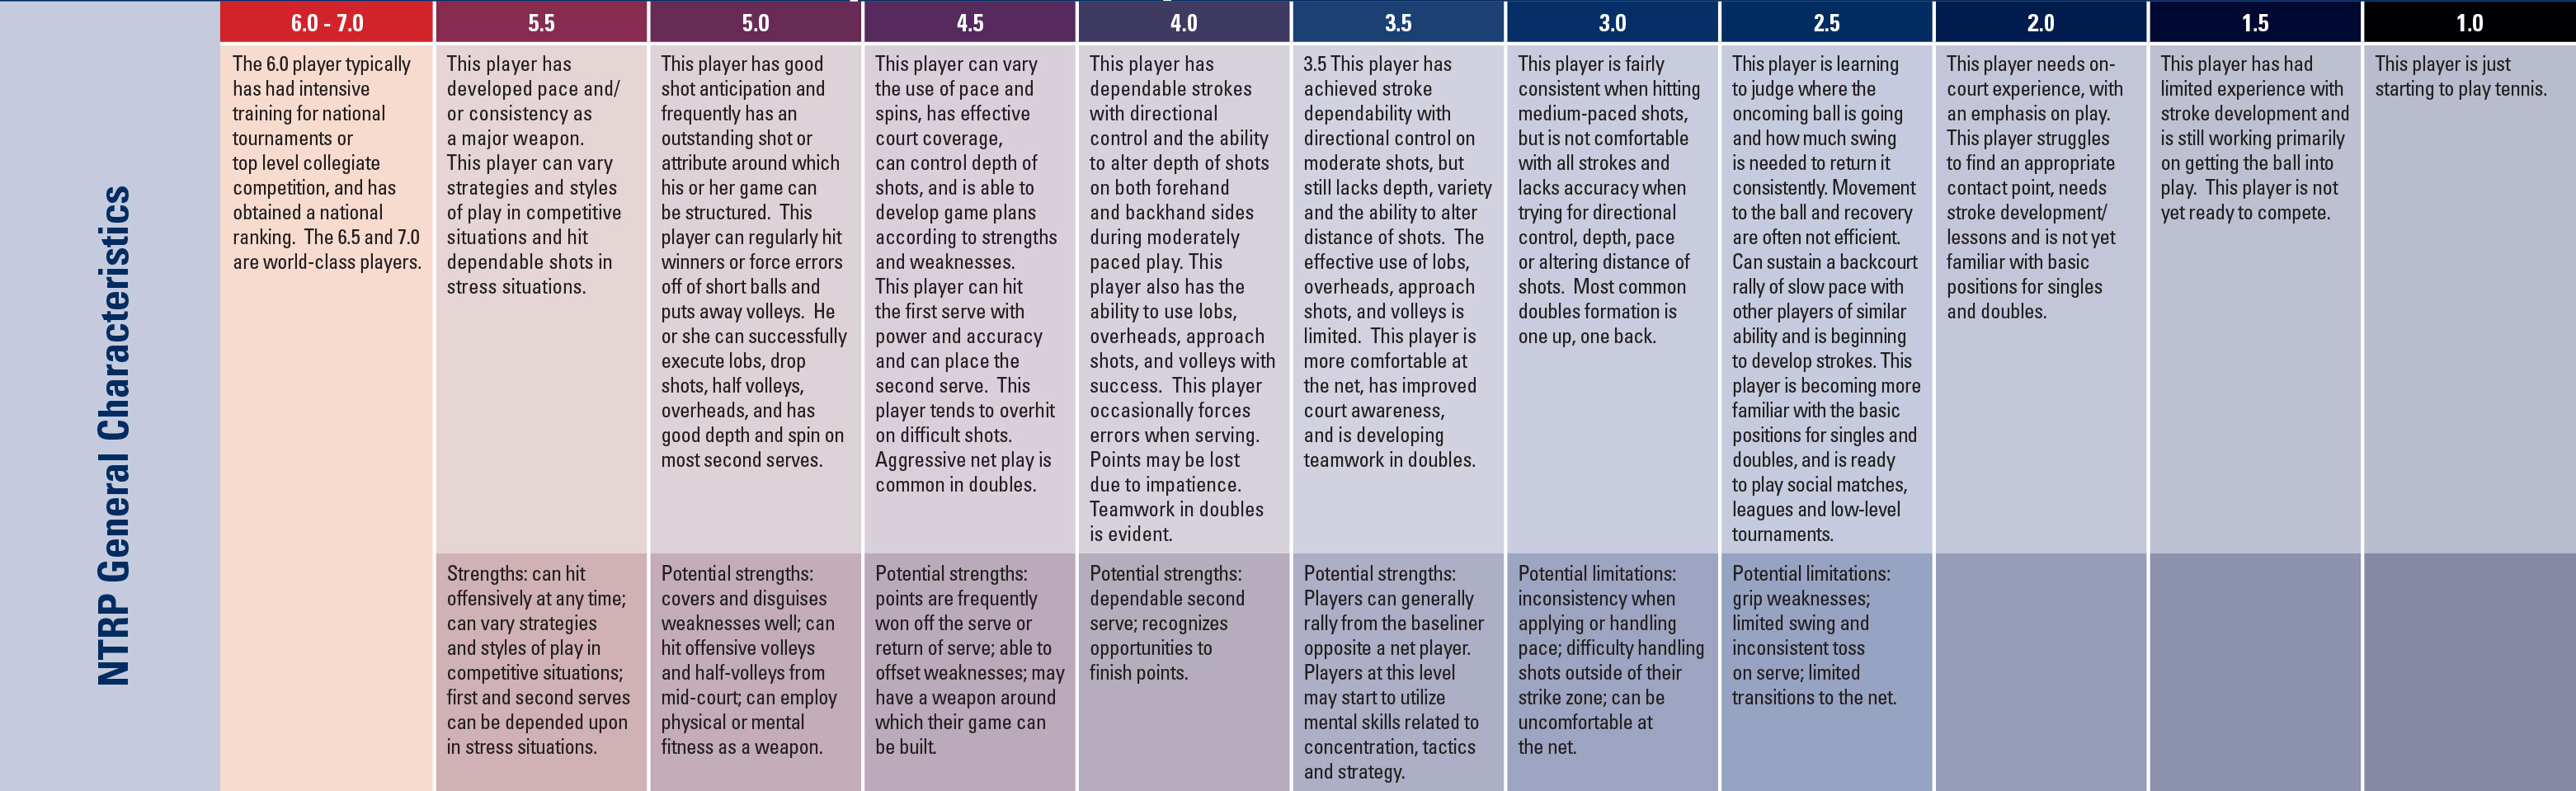 NTRP General Characteristics
6.0 - 7.0
The 6.0 player typically
has had intensive
training for national
tournaments or
top level collegiate
competition, and has
obtained a national
ranking. The 6.5 and 7.0
are world-class players.
5.5
This player has
developed pace and/
or consistency as
a major weapon.
This player can vary
strategies and styles
of play in competitive
situations and hit
dependable shots in
stress situations.
Strengths: can hit
offensively at any time;
can vary strategies
and styles of play in
competitive situations;
first and second serves
can be depended upon
in stress situations.
5.0
This player has good
shot anticipation and
frequently has an
outstanding shot or
attribute around which
his or her game can
be structured. This
player can regularly hit
winners or force errors
off of short balls and
puts away volleys. He
or she can successfully
execute lobs, drop
shots, half volleys,
overheads, and has
good depth and spin on
most second serves.
Potential strengths:
covers and disguises
weaknesses well; can
hit offensive volleys
and half-volleys from
mid-court; can employ
physical or mental
fitness as a weapon.
4.5
This player can vary
the use of pace and
spins, has effective
court coverage,
can control depth of
shots, and is able to
develop game plans
according to strengths
and weaknesses.
This player can hit
the first serve with
power and accuracy
and can place the
second serve. This
player tends to overhit
on difficult shots.
Aggressive net play is
common in doubles.
Potential strengths:
points are frequently
won off the serve or
return of serve; able to
offset weaknesses; may
have a weapon around
which their game can
be built.
4.0
This player has
dependable strokes
with directional
control and the ability
to alter depth of shots
on both forehand
and backhand sides
during moderately
paced play. This
player also has the
ability to use lobs,
overheads, approach
shots, and volleys with
success. This player
occasionally forces
errors when serving.
Points may be lost
due to impatience.
Teamwork in doubles
is evident.
Potential strengths:
dependable second
serve; recognizes
opportunities to
finish points.
3.5
3.5 This player has
achieved stroke
dependability with
directional control on
moderate shots, but
still lacks depth, variety
and the ability to alter
distance of shots. The
effective use of lobs,
overheads, approach
shots, and volleys is
limited. This player is
more comfortable at
the net, has improved
court awareness,
and is developing
teamwork in doubles.
Potential strengths:
Players can generally
rally from the baseliner
opposite a net player.
Players at this level
may start to utilize
mental skills related to
concentration, tactics
and strategy.
3.0
This player is fairly
consistent when hitting
medium-paced shots,
but is not comfortable
with all strokes and
lacks accuracy when
trying for directional
control, depth, pace
or altering distance of
shots. Most common
doubles formation is
one up, one back.
Potential limitations:
inconsistency when
applying or handling
pace; difficulty handling
shots outside of their
strike zone; can be
uncomfortable at
the net.
2.5
This player is learning
to judge where the
oncoming ball is going
and how much swing
is needed to return it
consistently. Movement
to the ball and recovery
are often not efficient.
Can sustain a backcourt
rally of slow pace with
other players of similar
ability and is beginning
to develop strokes. This
player is becoming more
familiar with the basic
positions for singles and
doubles, and is ready
to play social matches,
leagues and low-level
tournaments.
Potential limitations:
grip weaknesses;
limited swing and
inconsistent toss
on serve; limited
transitions to the net.
2.0
This player needs on-
court experience, with
an emphasis on play.
This player struggles
to find an appropriate
contact point, needs
stroke development/
lessons and is not yet
familiar with basic
positions for singles
and doubles.
1.5
This player has had
limited experience with
stroke development and
is still working primarily
on getting the ball into
play. This player is not
yet ready to compete.
1.0
This player is just
starting to play tennis.